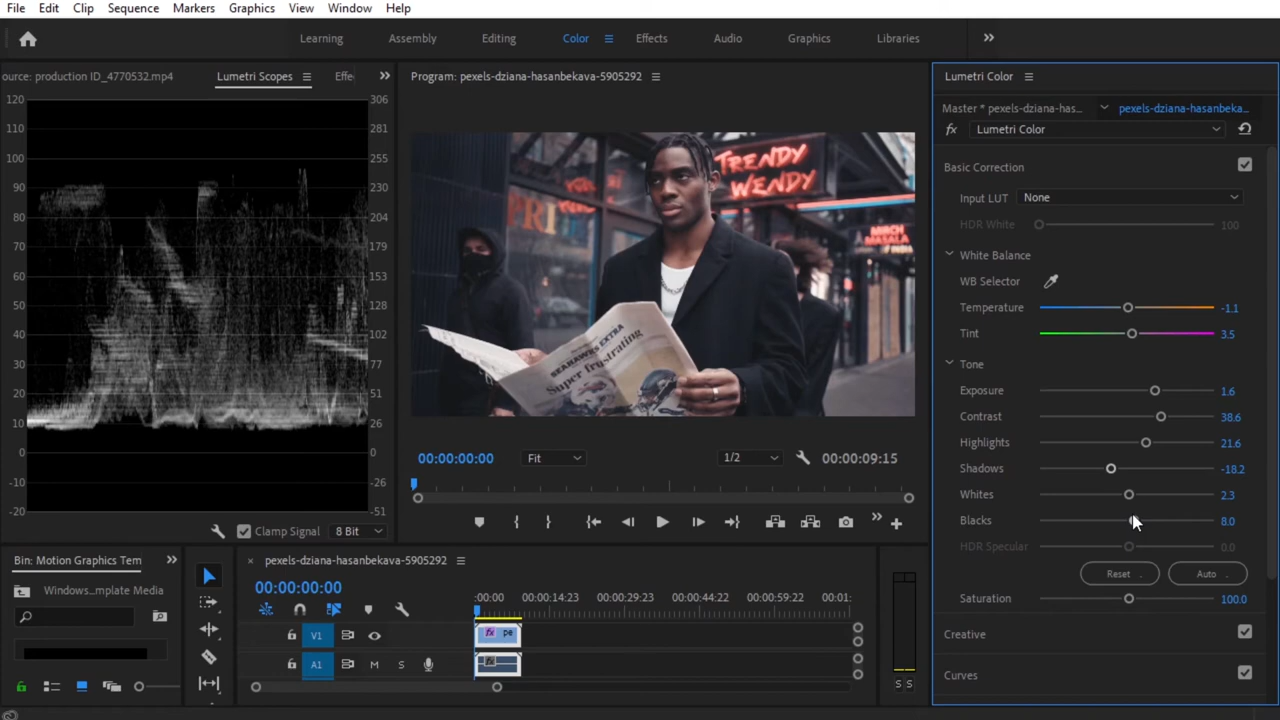 File Edit Clip Sequence Markers Graphics View Window Help
Learning Assembly Editing Color Effects Audio Graphics Libraries
ource: production ID_4770532.mp4 Lumetri Scopes Effe
120 306
110 281
100 255
90 230
80 204
70 179
60 153
50 128
40 102
30 77
20 51
10 26
0 0
-10 -26
-20 -51
Clamp Signal 8 Bit
Program: pexels-dziana-hasanbekava-5905292
TRENDY
WENDY
PRI
MIRCH
MASALA
INDI
SEAHAWKS EXTRA
Super frustrating
00:00:00:00 Fit 1/2 00:00:09:15
Lumetri Color
Master * pexels-dziana-has... pexels-dziana-hasanbeka...
fx Lumetri Color
Basic Correction
Input LUT None
HDR White 100
White Balance
WB Selector
Temperature -1.1
Tint 3.5
Tone
Exposure 1.6
Contrast 38.6
Highlights 21.6
Shadows -18.2
Whites 2.3
Blacks 8.0
HDR Specular 0.0
Reset Auto
Saturation 100.0
Creative
Curves
Bin: Motion Graphics Tem
Windows...mplate Media
pexels-dziana-hasanbekava-5905292
00:00:00:00
:00:00 00:00:14:23 00:00:29:23 00:00:44:22 00:00:59:22 00:01:
V1 fx pe
A1 M S fx
S S